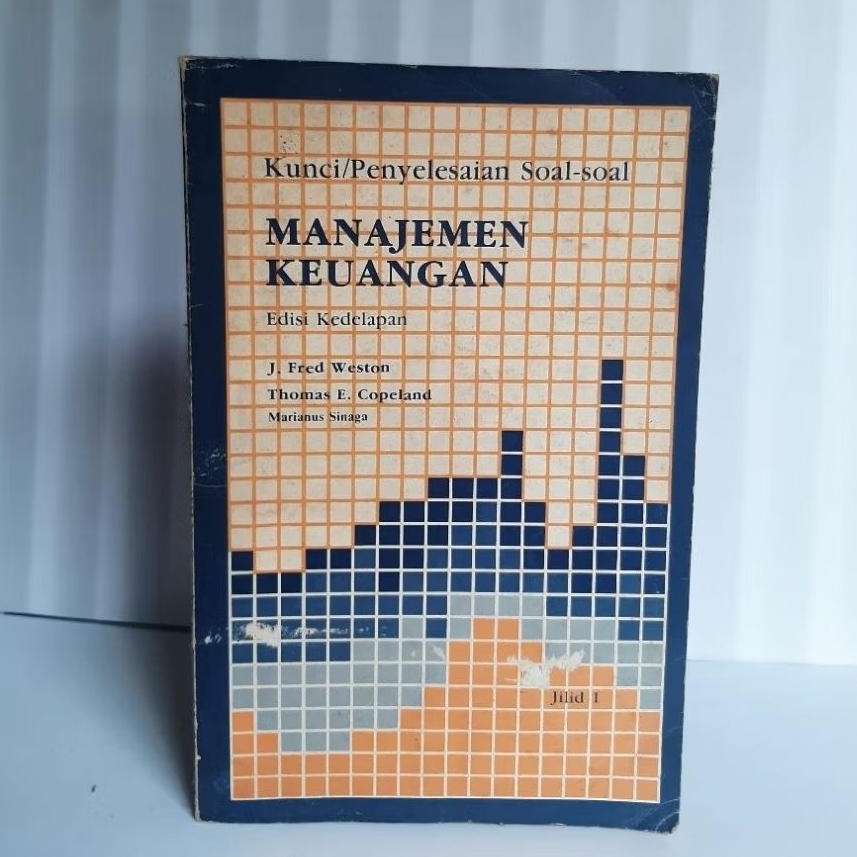 Kunci/Penyelesaian Soal-soal
MANAJEMEN
KEUANGAN
Edisi Kedelapan
J. Fred Weston
Thomas E. Copeland
Marianus Sinaga
Jilid I